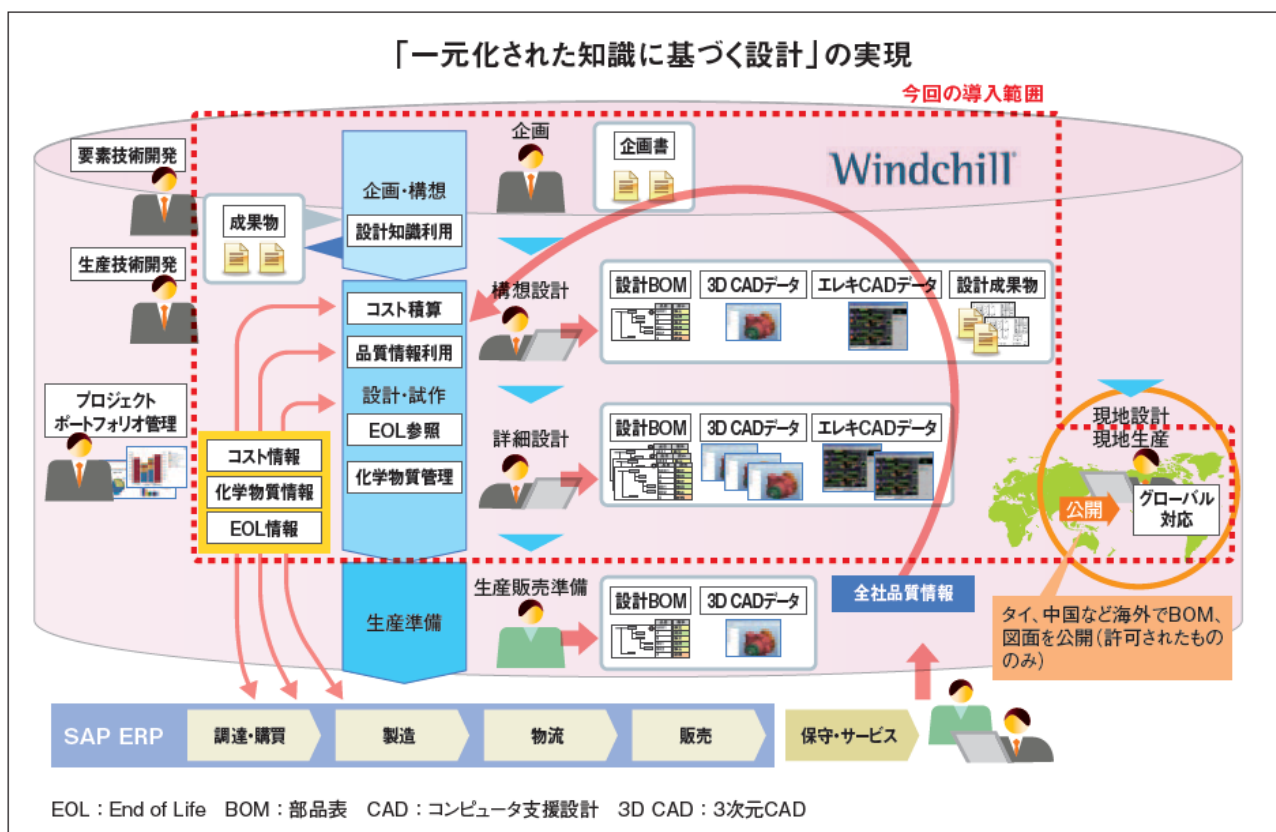 「一元化された知識に基づく設計」の実現
今回の導入範囲
要素技術開発
生産技術開発
プロジェクト
ポートフォリオ管理
成果物
企画・構想
設計知識利用
企画
企画書
Windchill
コスト積算
品質情報利用
設計・試作
EOL参照
化学物質管理
構想設計
設計BOM
3D CADデータ
エレキCADデータ
設計成果物
コスト情報
化学物質情報
EOL情報
詳細設計
設計BOM
3D CADデータ
エレキCADデータ
現地設計
現地生産
公開
グローバル
対応
生産準備
生産販売準備
設計BOM
3D CADデータ
全社品質情報
タイ、中国など海外でBOM、
図面を公開(許可されたもの
のみ)
SAP ERP
調達・購買
製造
物流
販売
保守・サービス
EOL:End of Life BOM:部品表 CAD:コンピュータ支援設計 3D CAD:3次元CAD